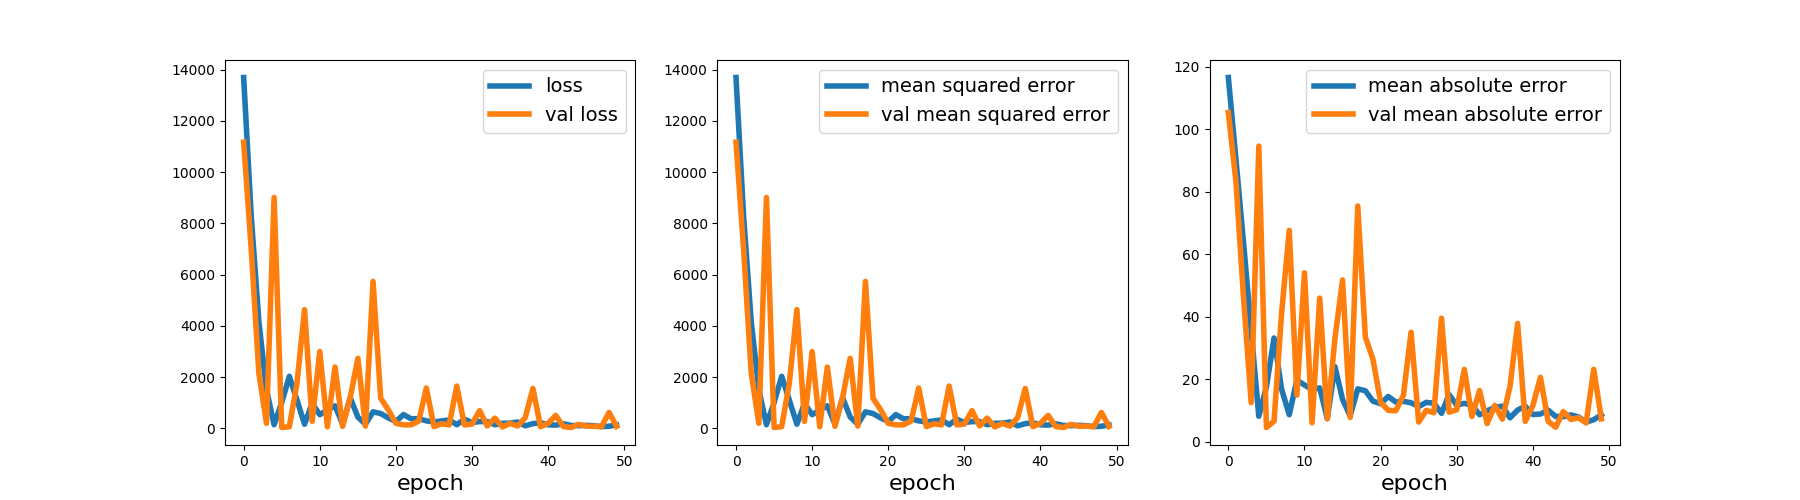 14000
12000
10000
8000
6000
4000
2000
0
0 10 20 30 40 50
epoch
loss
val loss
14000
12000
10000
8000
6000
4000
2000
0
0 10 20 30 40 50
epoch
mean squared error
val mean squared error
120
100
80
60
40
20
0
0 10 20 30 40 50
epoch
mean absolute error
val mean absolute error